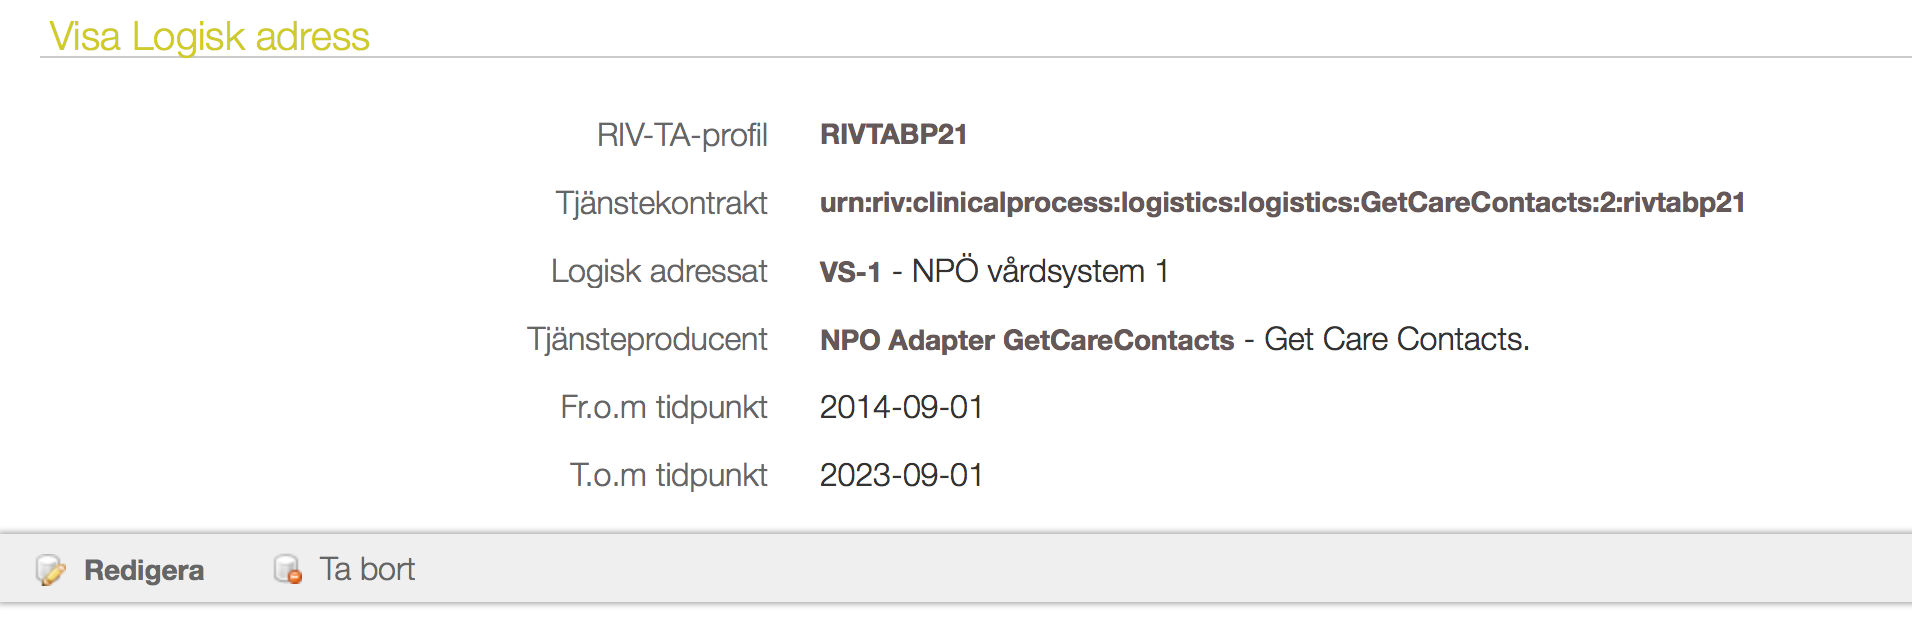 Visa Logisk adress
RIV-TA-profil RIVTABP21
Tjänstekontrakt urn:riv:clinicalprocess:logistics:logistics:GetCareContacts:2:rivtabp21
Logisk adressat VS-1 - NPÖ vårdsystem 1
Tjänsteproducent NPO Adapter GetCareContacts - Get Care Contacts.
Fr.o.m tidpunkt 2014-09-01
T.o.m tidpunkt 2023-09-01
Redigera Ta bort